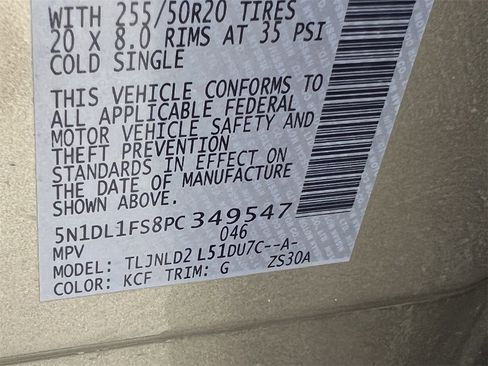 WITH 255/50R20 TIRES
20 X 8.0 RIMS AT 35 PSI
COLD SINGLE
THIS VEHICLE CONFORMS TO
ALL APPLICABLE FEDERAL
MOTOR VEHICLE SAFETY AND
THEFT PREVENTION
STANDARDS IN EFFECT ON
THE DATE OF MANUFACTURE
SHOWN ABOVE.
5N1DL1FS8PC 349547
MPV 046
MODEL: TLJNLD2 L51DU7C--A-
COLOR: KCF TRIM: G ZS30A